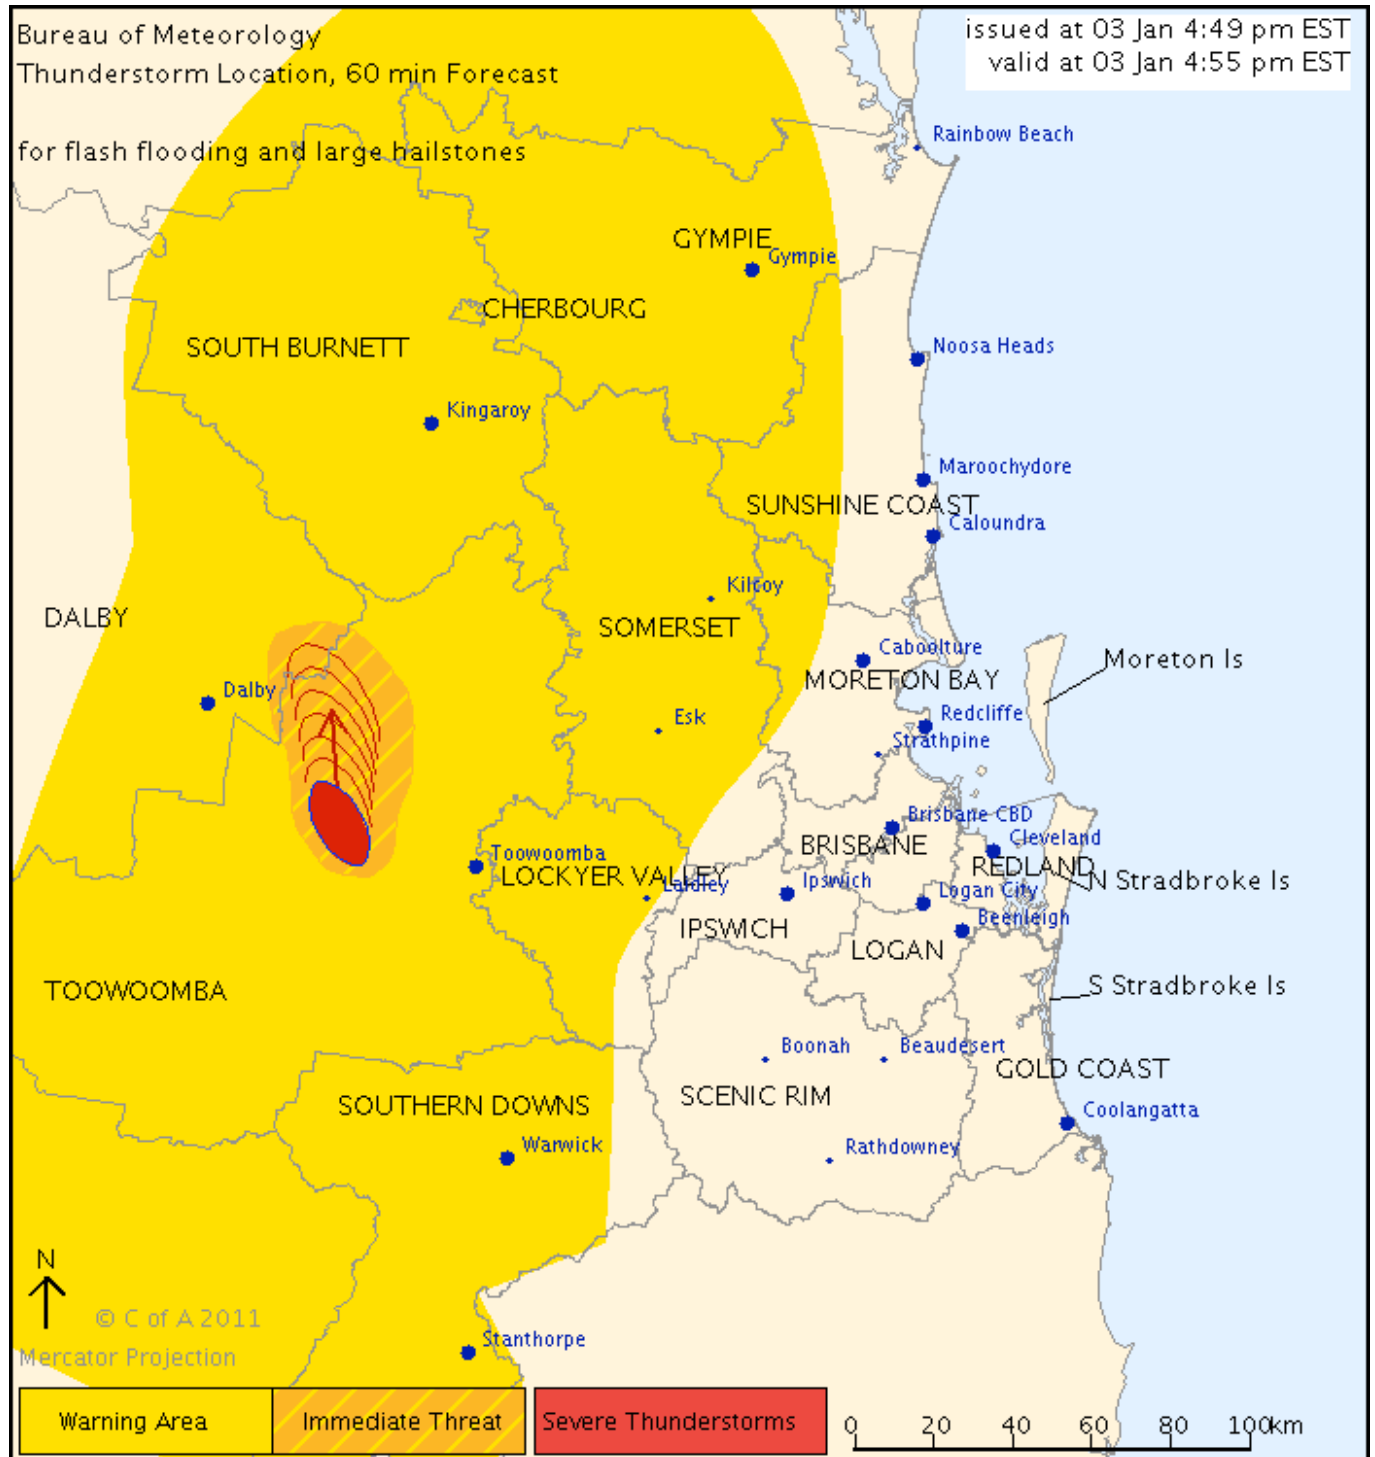 Bureau of Meteorology
Thunderstorm Location, 60 min Forecast
for flash flooding and large hailstones
issued at 03 Jan 4:49 pm EST
valid at 03 Jan 4:55 pm EST
Rainbow Beach
GYMPIE
Gympie
CHERBOURG
SOUTH BURNETT
Noosa Heads
Kingaroy
Maroochydore
SUNSHINE COAST
Caloundra
Kilcoy
DALBY
SOMERSET
Caboolture
Moreton Is
MORETON BAY
Dalby
Esk
Redcliffe
Strathpine
Brisbane CBD
Cleveland
BRISBANE
Toowoomba
REDLAND
LOCKYER VALLEY
Laidley
Ipswich
N Stradbroke Is
Logan City
Beenleigh
IPSWICH
LOGAN
TOOWOOMBA
S Stradbroke Is
Boonah
Beaudesert
GOLD COAST
SCENIC RIM
SOUTHERN DOWNS
Coolangatta
Warwick
Rathdowney
N
© C of A 2011
Stanthorpe
Mercator Projection
Warning Area
Immediate Threat
Severe Thunderstorms
0 20 40 60 80 100km